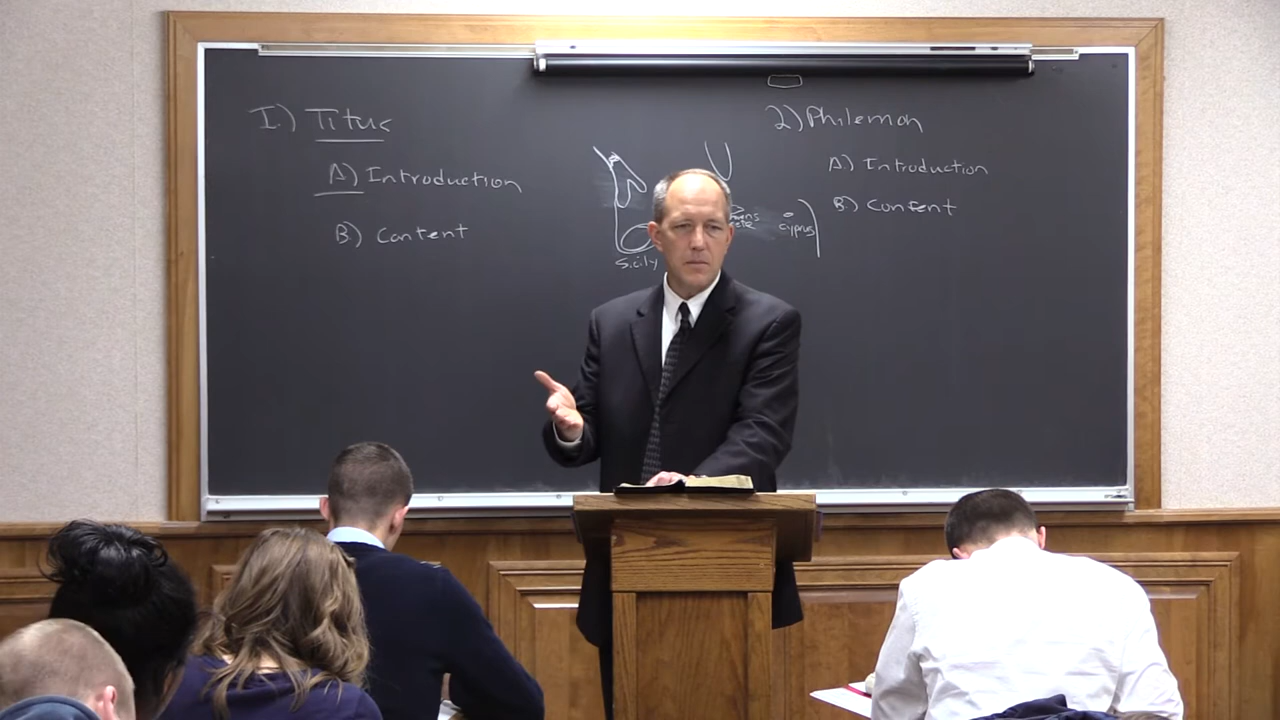 I.) Titus
A.) Introduction
B.) Content
Sicily
Cyprus
2) Philemon
A.) Introduction
B.) Content